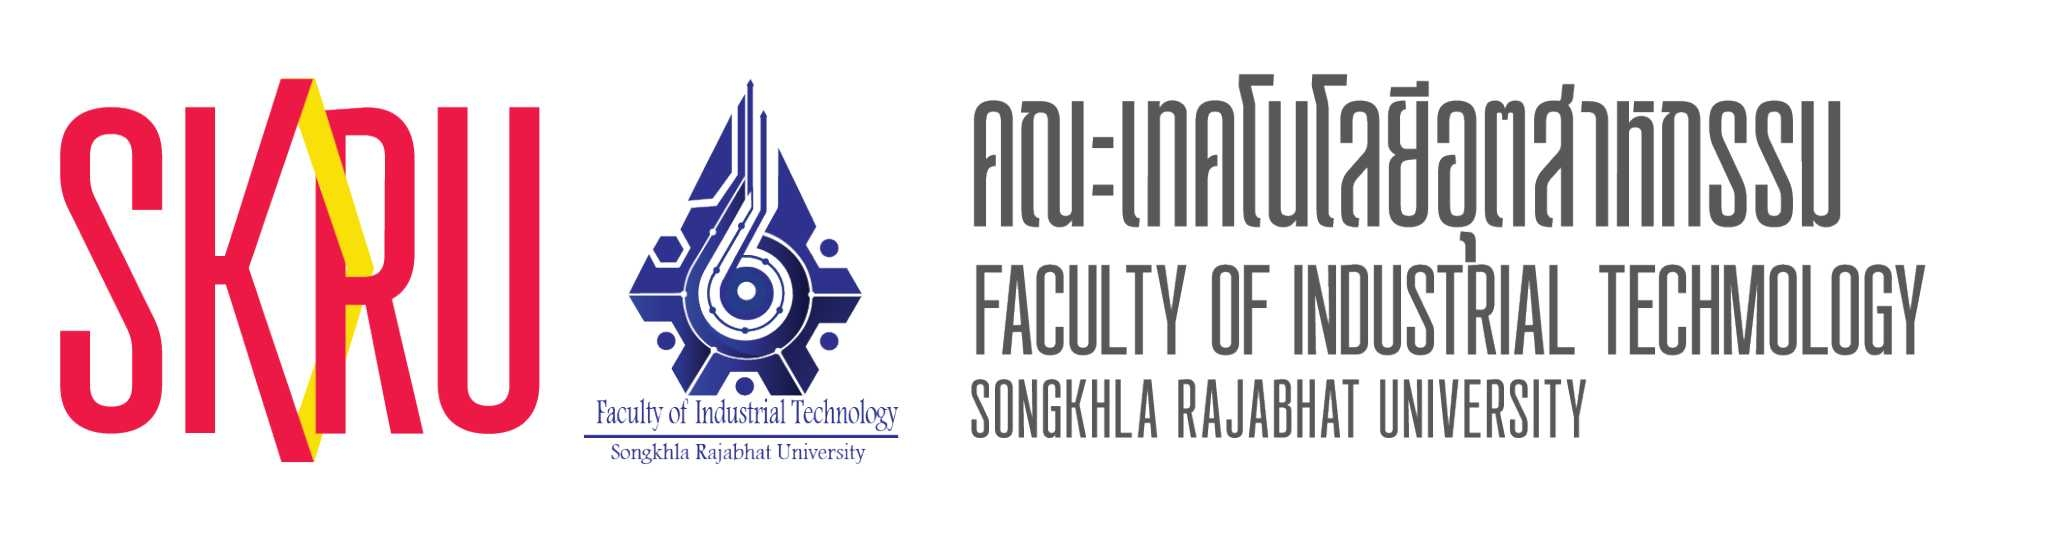 SKRU
Faculty of Industrial Technology
Songkhla Rajabhat University
คณะเทคโนโลยีอุตสาหกรรม
FACULTY OF INDUSTRIAL TECHMOLOGY
SONGKHLA RAJABHAT UNIVERSITY